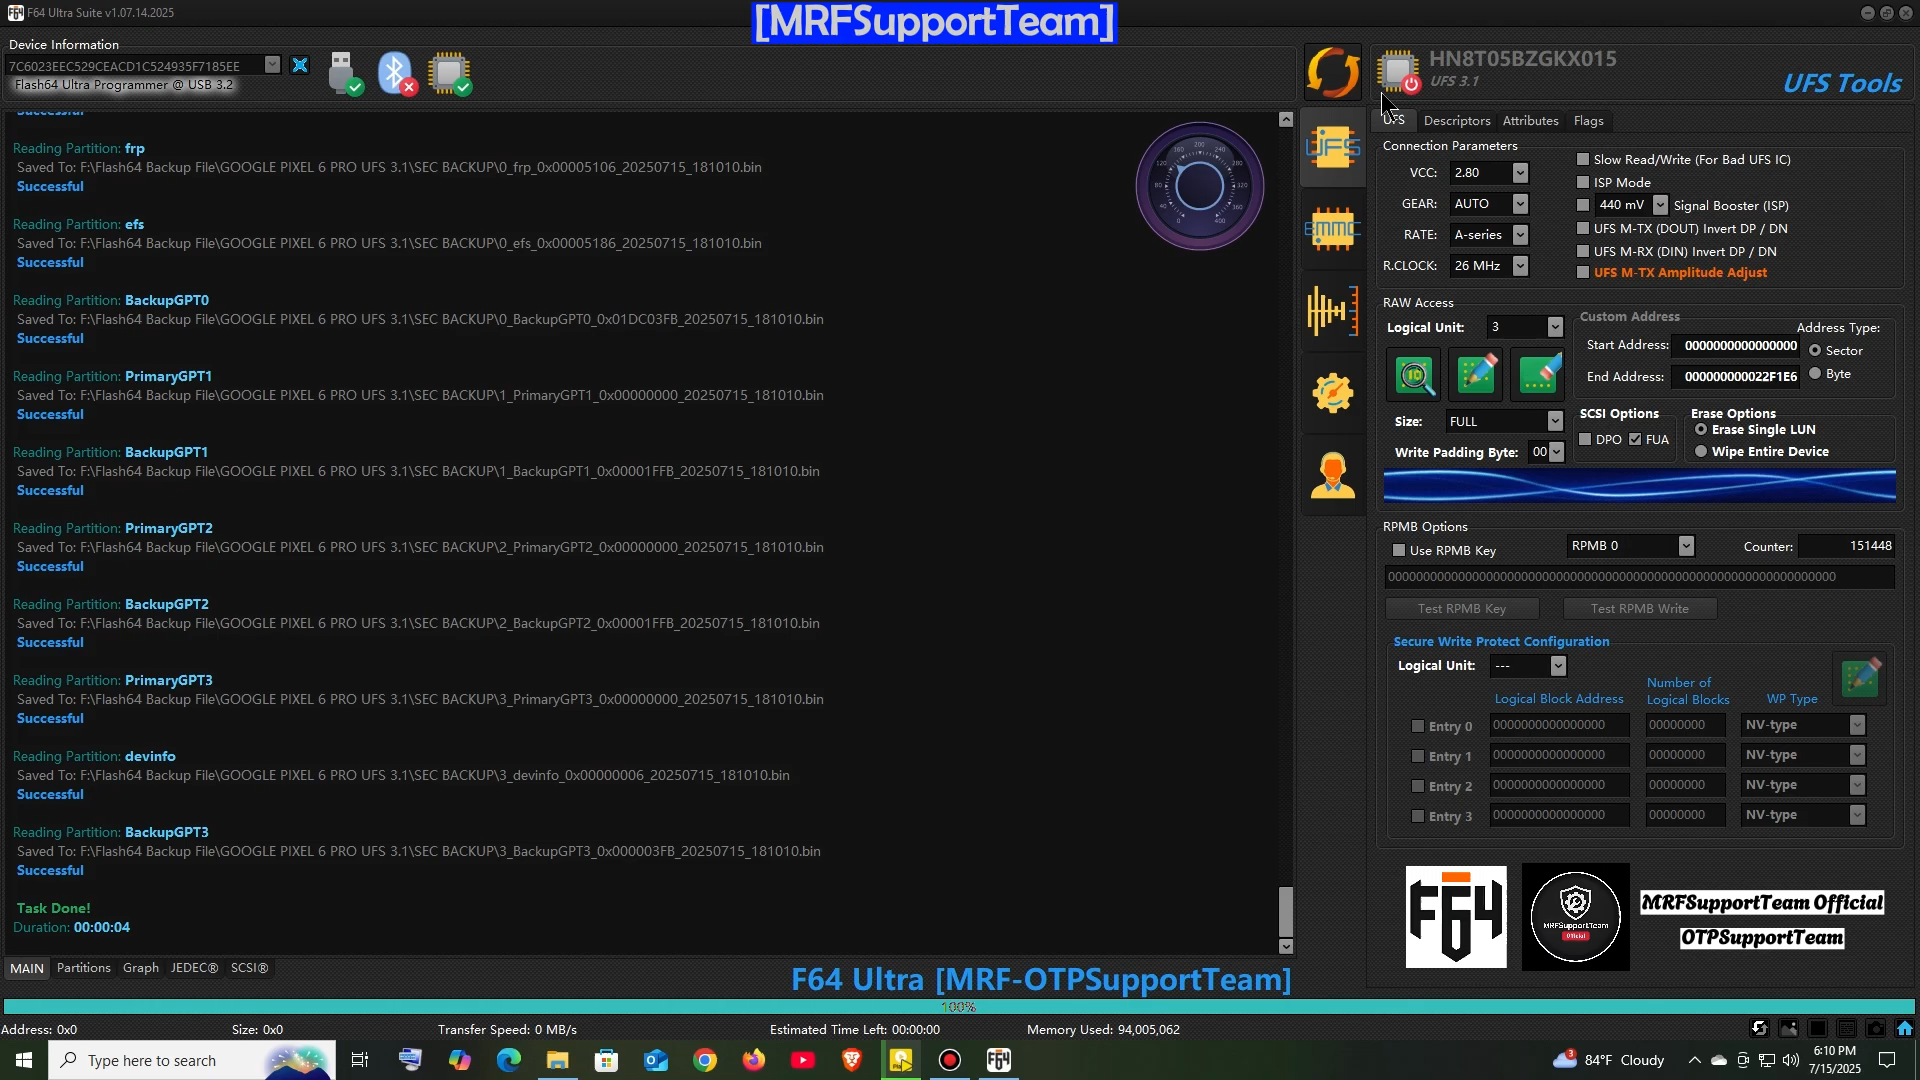 F64 Ultra Suite v1.07.14.2025
[MRFSupportTeam]
Device Information
7C6023EEC529CEACD1C524935F7185EE
Flash64 Ultra Programmer @ USB 3.2
HN8T05BZGKX015
UFS 3.1
UFS Tools
Successful
Reading Partition: frp
Saved To: F:\Flash64 Backup File\GOOGLE PIXEL 6 PRO UFS 3.1\SEC BACKUP\0_frp_0x00005106_20250715_181010.bin
Successful
Reading Partition: efs
Saved To: F:\Flash64 Backup File\GOOGLE PIXEL 6 PRO UFS 3.1\SEC BACKUP\0_efs_0x00005186_20250715_181010.bin
Successful
Reading Partition: BackupGPT0
Saved To: F:\Flash64 Backup File\GOOGLE PIXEL 6 PRO UFS 3.1\SEC BACKUP\0_BackupGPT0_0x01DC03FB_20250715_181010.bin
Successful
Reading Partition: PrimaryGPT1
Saved To: F:\Flash64 Backup File\GOOGLE PIXEL 6 PRO UFS 3.1\SEC BACKUP\1_PrimaryGPT1_0x00000000_20250715_181010.bin
Successful
Reading Partition: BackupGPT1
Saved To: F:\Flash64 Backup File\GOOGLE PIXEL 6 PRO UFS 3.1\SEC BACKUP\1_BackupGPT1_0x00001FFB_20250715_181010.bin
Successful
Reading Partition: PrimaryGPT2
Saved To: F:\Flash64 Backup File\GOOGLE PIXEL 6 PRO UFS 3.1\SEC BACKUP\2_PrimaryGPT2_0x00000000_20250715_181010.bin
Successful
Reading Partition: BackupGPT2
Saved To: F:\Flash64 Backup File\GOOGLE PIXEL 6 PRO UFS 3.1\SEC BACKUP\2_BackupGPT2_0x00001FFB_20250715_181010.bin
Successful
Reading Partition: PrimaryGPT3
Saved To: F:\Flash64 Backup File\GOOGLE PIXEL 6 PRO UFS 3.1\SEC BACKUP\3_PrimaryGPT3_0x00000000_20250715_181010.bin
Successful
Reading Partition: devinfo
Saved To: F:\Flash64 Backup File\GOOGLE PIXEL 6 PRO UFS 3.1\SEC BACKUP\3_devinfo_0x00000006_20250715_181010.bin
Successful
Reading Partition: BackupGPT3
Saved To: F:\Flash64 Backup File\GOOGLE PIXEL 6 PRO UFS 3.1\SEC BACKUP\3_BackupGPT3_0x000003FB_20250715_181010.bin
Successful
Task Done!
Duration: 00:00:04
0 40 80 120 160 200 240 280 320 360 400
UFS
eMMC
UFS Descriptors Attributes Flags
Connection Parameters
VCC: 2.80
GEAR: AUTO
RATE: A-series
R.CLOCK: 26 MHz
Slow Read/Write (For Bad UFS IC)
ISP Mode
440 mV Signal Booster (ISP)
UFS M-TX (DOUT) Invert DP / DN
UFS M-RX (DIN) Invert DP / DN
UFS M-TX Amplitude Adjust
RAW Access
Logical Unit: 3
Custom Address
Address Type:
Start Address: 0000000000000000
Sector
End Address: 000000000022F1E6
Byte
Size: FULL
SCSI Options
DPO FUA
Erase Options
Erase Single LUN
Wipe Entire Device
Write Padding Byte: 00
RPMB Options
Use RPMB Key
RPMB 0
Counter: 151448
0000000000000000000000000000000000000000000000000000000000000000
Test RPMB Key
Test RPMB Write
Secure Write Protect Configuration
Logical Unit: ---
Logical Block Address
Number of
Logical Blocks
WP Type
Entry 0 0000000000000000 00000000 NV-type
Entry 1 0000000000000000 00000000 NV-type
Entry 2 0000000000000000 00000000 NV-type
Entry 3 0000000000000000 00000000 NV-type
F64
MRFSupportTeam
Official
MRFSupportTeam Official
OTPSupportTeam
MAIN Partitions Graph JEDEC® SCSI®
F64 Ultra [MRF-OTPSupportTeam]
100%
Address: 0x0
Size: 0x0
Transfer Speed: 0 MB/s
Estimated Time Left: 00:00:00
Memory Used: 94,005,062
Type here to search
F64
3
84°F Cloudy
6:10 PM
7/15/2025